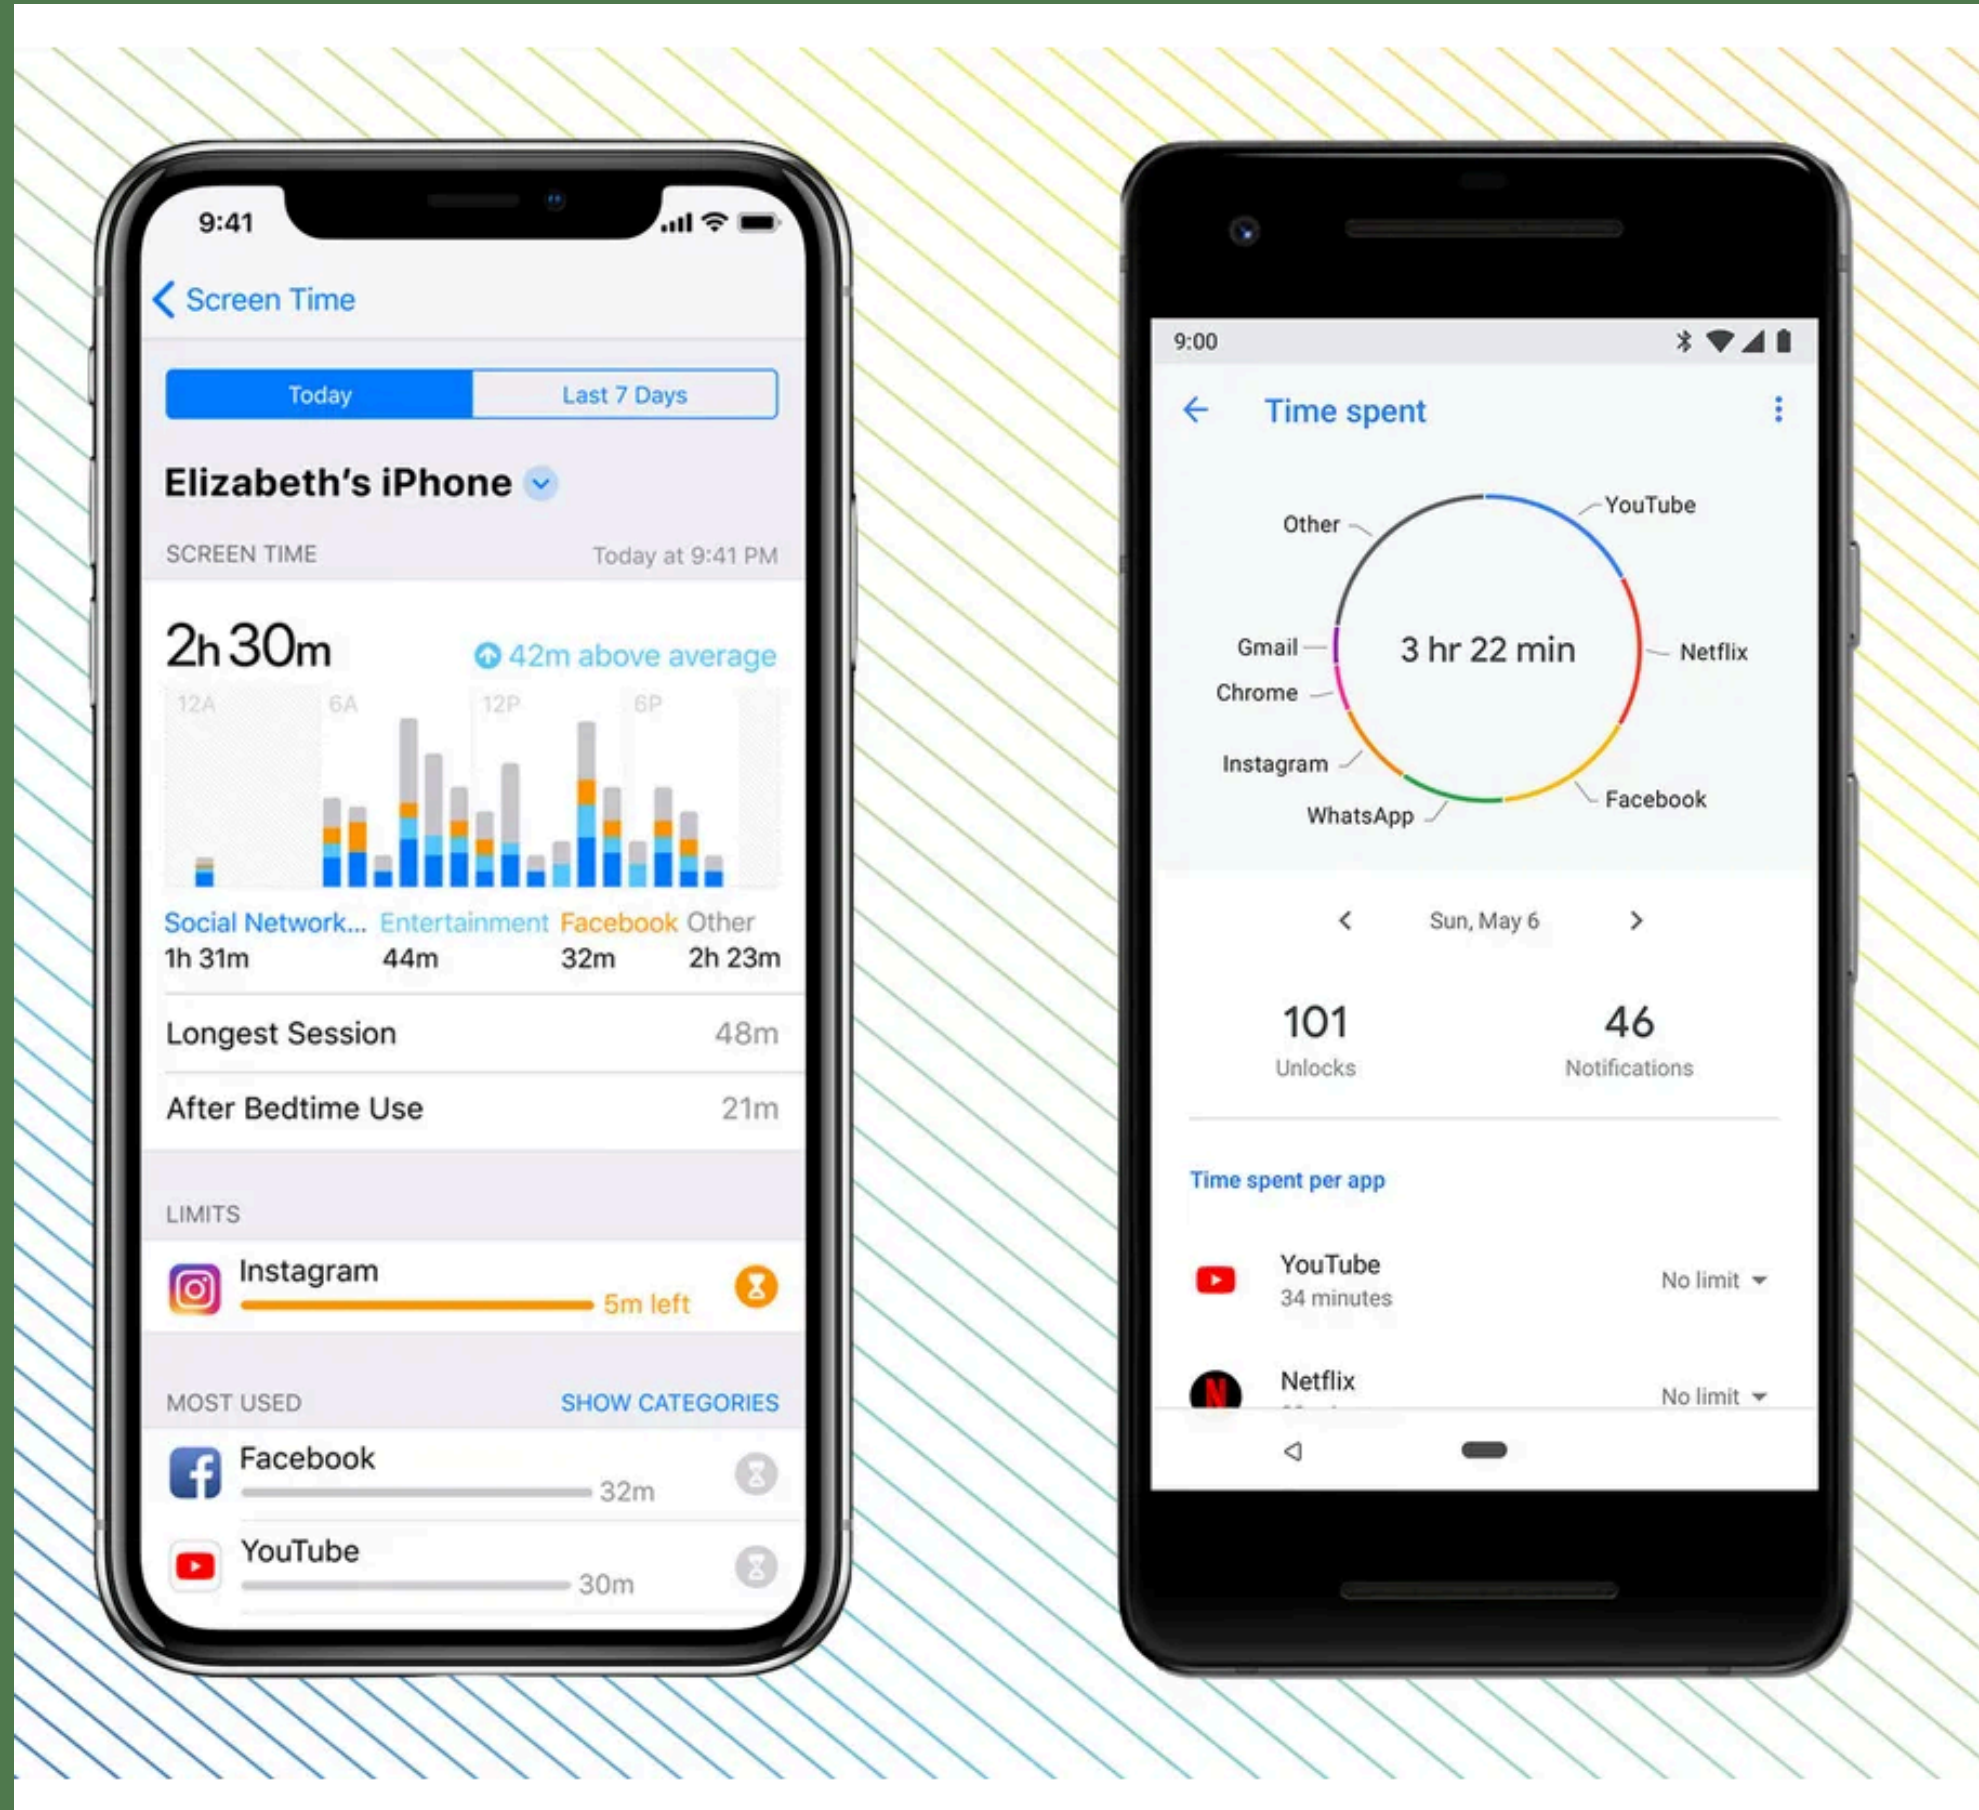 9:41
Screen Time
Today Last 7 Days
Elizabeth's iPhone
SCREEN TIME Today at 9:41 PM
2h 30m 42m above average
12A 6A 12P 6P
Social Network... Entertainment Facebook Other
1h 31m 44m 32m 2h 23m
Longest Session 48m
After Bedtime Use 21m
LIMITS
Instagram
5m left
MOST USED SHOW CATEGORIES
Facebook
32m
YouTube
30m
9:00
Time spent
YouTube
Other
3 hr 22 min
Gmail
Netflix
Chrome
Instagram
Facebook
WhatsApp
Sun, May 6
101 46
Unlocks Notifications
Time spent per app
YouTube
34 minutes
No limit
Netflix
No limit